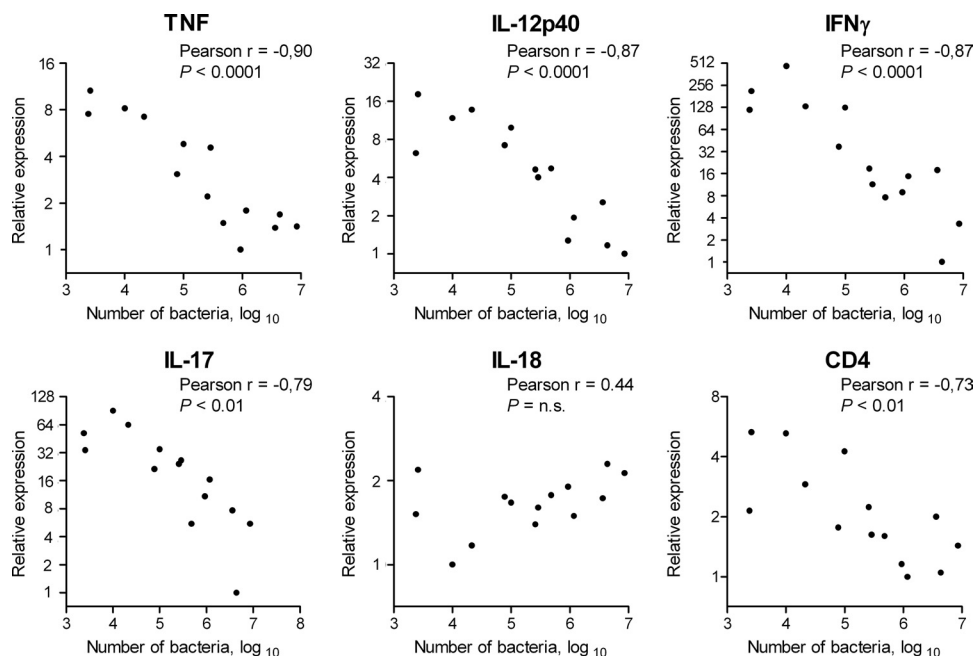 TNF
Pearson r = -0,90
P < 0.0001
16
8
4
2
1
Relative expression
3 4 5 6 7
Number of bacteria, log 10
IL-12p40
Pearson r = -0,87
P < 0.0001
32
16
8
4
2
1
Relative expression
3 4 5 6 7
Number of bacteria, log 10
IFNγ
Pearson r = -0,87
P < 0.0001
512
256
128
64
32
16
8
4
2
1
Relative expression
3 4 5 6 7
Number of bacteria, log 10
IL-17
Pearson r = -0,79
P < 0.01
128
64
32
16
8
4
2
1
Relative expression
3 4 5 6 7 8
Number of bacteria, log 10
IL-18
Pearson r = 0.44
P = n.s.
4
2
1
Relative expression
3 4 5 6 7
Number of bacteria, log 10
CD4
Pearson r = -0,73
P < 0.01
8
4
2
1
Relative expression
3 4 5 6 7
Number of bacteria, log 10